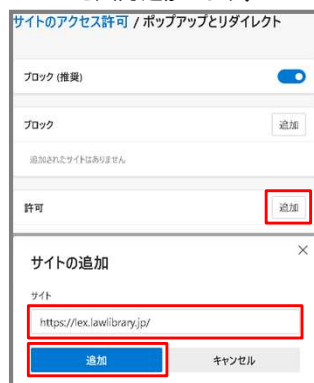 サイトのアクセス許可 / ポップアップとリダイレクト
ブロック (推奨)
ブロック
追加
追加されたサイトはありません
許可
追加
サイトの追加
サイト
https://lex.lawlibrary.jp/
追加
キャンセル